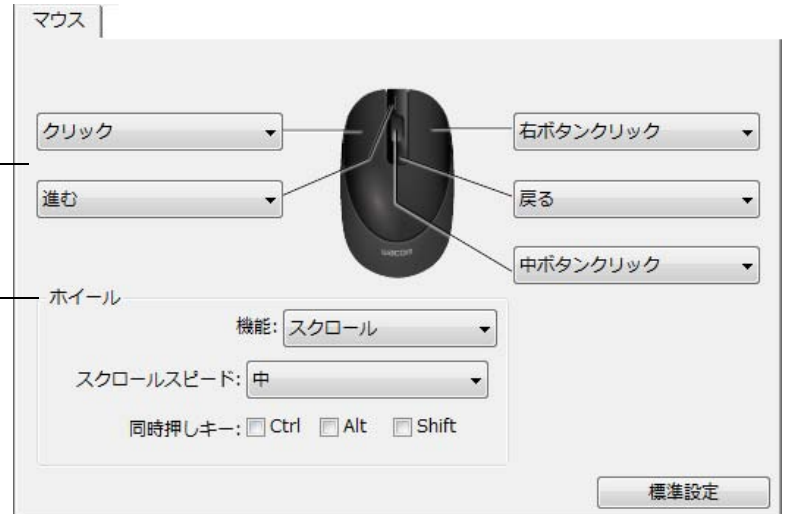 マウス
クリック
右ボタンクリック
進む
戻る
wacom
中ボタンクリック
ホイール
機能: スクロール
スクロールスピード: 中
同時押しキー: Ctrl Alt Shift
標準設定